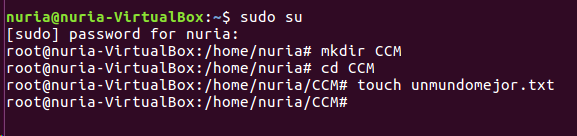 nuria@nuria-VirtualBox:~$ sudo su
[sudo] password for nuria:
root@nuria-VirtualBox:/home/nuria# mkdir CCM
root@nuria-VirtualBox:/home/nuria# cd CCM
root@nuria-VirtualBox:/home/nuria/CCM# touch unmundomejor.txt
root@nuria-VirtualBox:/home/nuria/CCM#